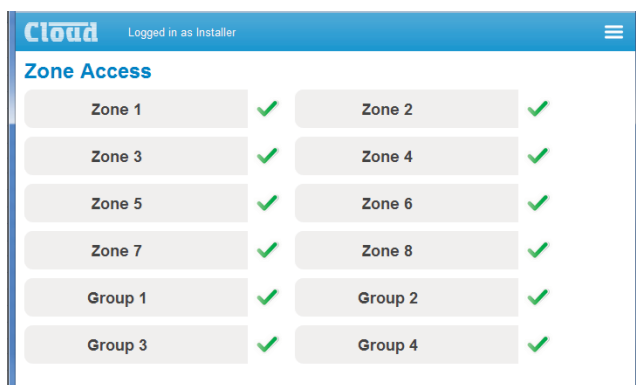 Cloud Logged in as Installer
Zone Access
Zone 1 Zone 2
Zone 3 Zone 4
Zone 5 Zone 6
Zone 7 Zone 8
Group 1 Group 2
Group 3 Group 4